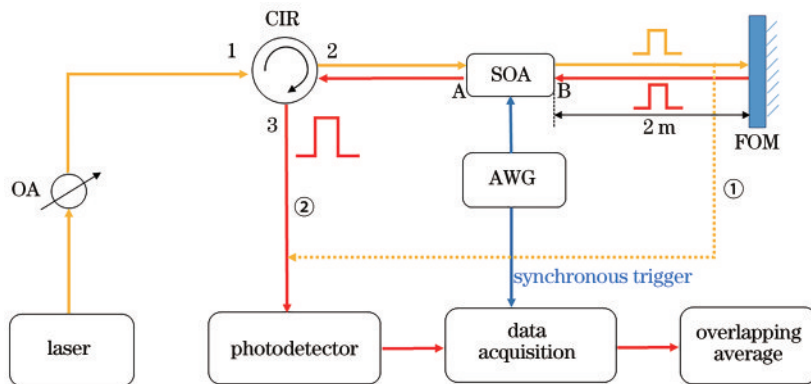 CIR
1
2
SOA
A
B
3
2 m
FOM
OA
AWG
②
①
synchronous trigger
laser
photodetector
data
acquisition
overlapping
average